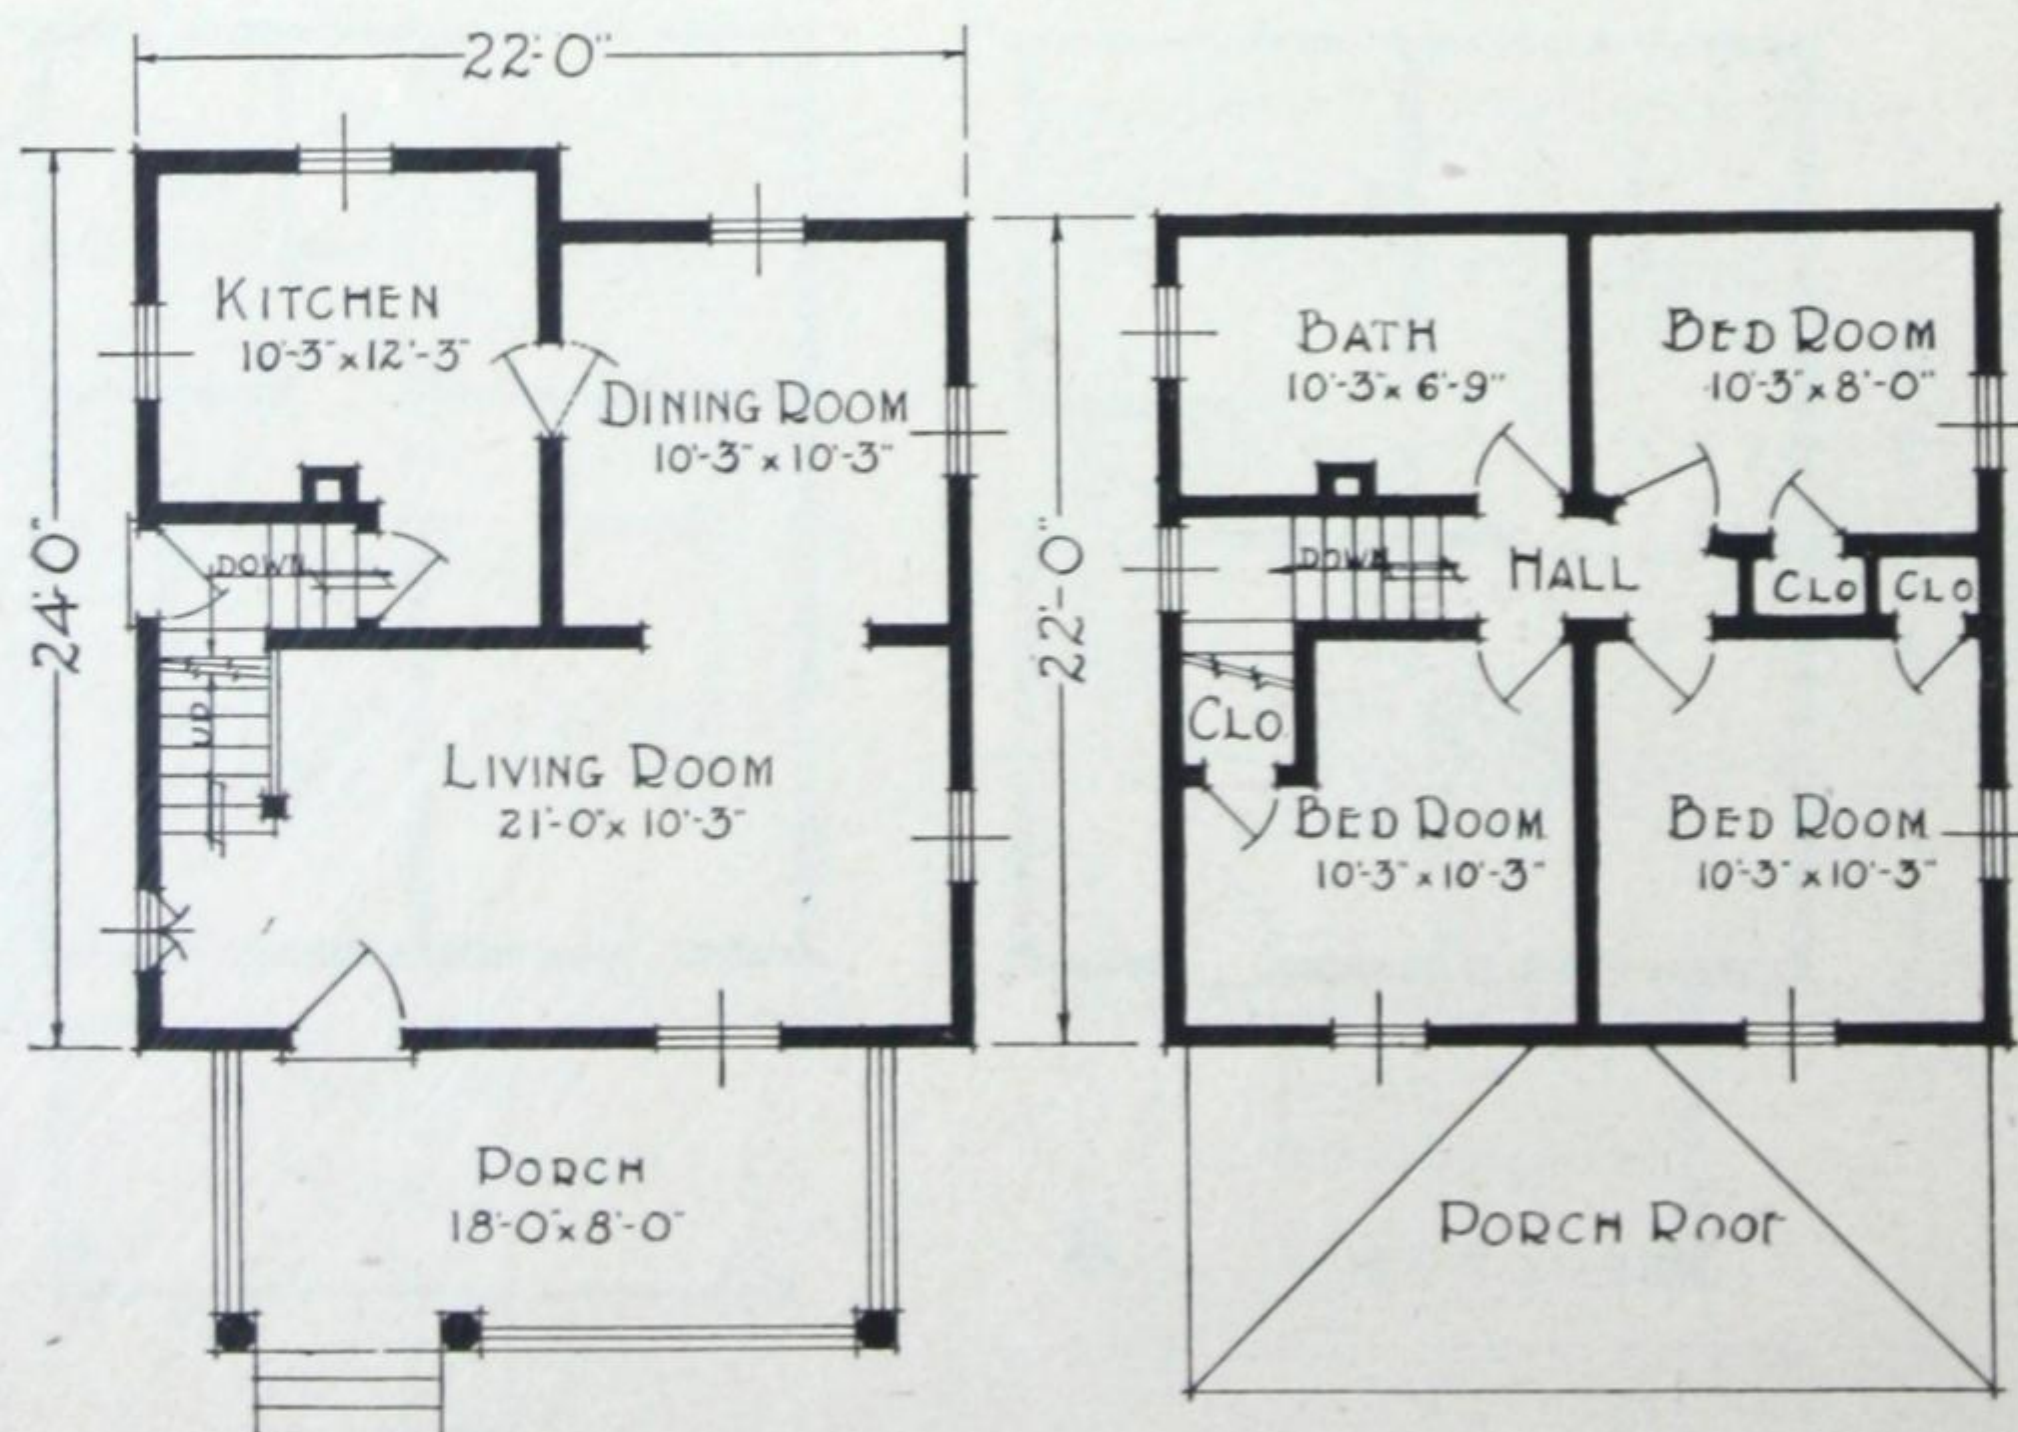 22'-0"
24'-0"
KITCHEN
10'-3" x 12'-3"
DINING ROOM
10'-3" x 10'-3"
DOWN
UP
LIVING ROOM
21'-0" x 10'-3"
PORCH
18'-0" x 8'-0"
22'-0"
BATH
10'-3" x 6'-9"
BED ROOM
10'-3" x 8'-0"
DOWN
HALL
CLO
CLO
CLO
BED ROOM
10'-3" x 10'-3"
BED ROOM
10'-3" x 10'-3"
PORCH ROOF